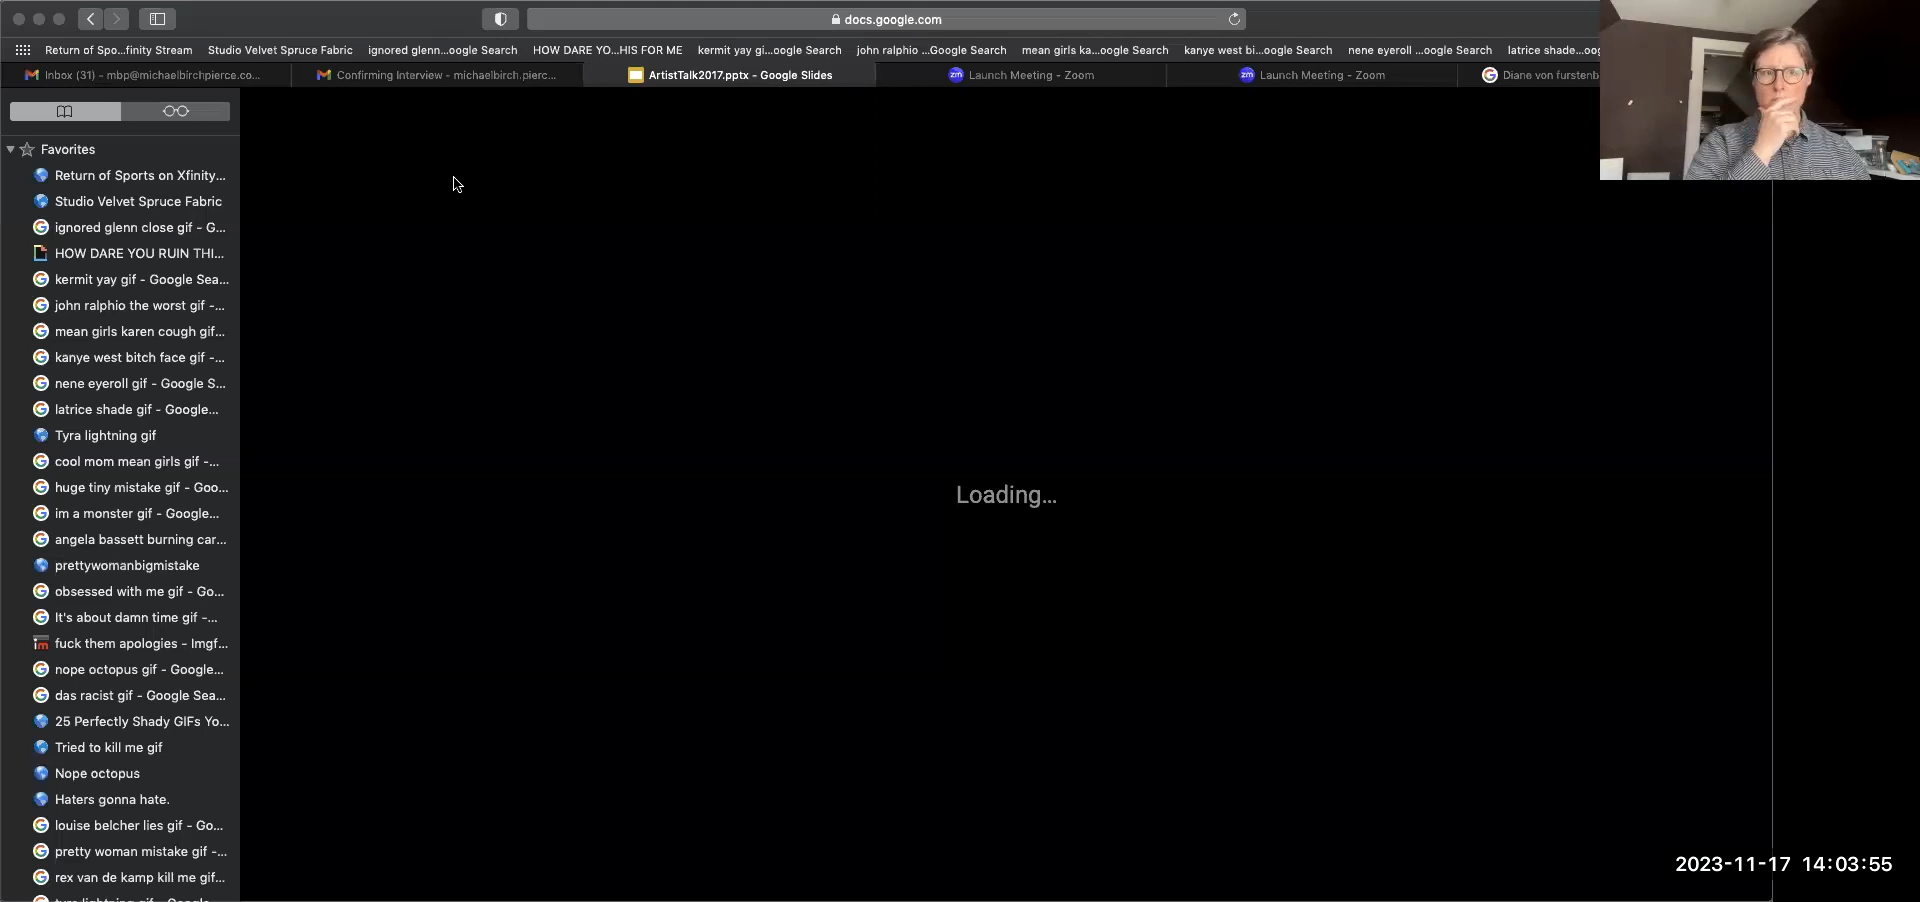 docs.google.com
Return of Spo...finity Stream
Studio Velvet Spruce Fabric
ignored glenn...oogle Search
HOW DARE YO...HIS FOR ME
kermit yay gi...oogle Search
john ralphio ...Google Search
mean girls ka...oogle Search
kanye west bi...oogle Search
nene eyeroll ...oogle Search
latrice shade...oog
Inbox (31) - mbp@michaelbirchpierce.co...
Confirming Interview - michaelbirch.pierc...
ArtistTalk2017.pptx - Google Slides
zm Launch Meeting - Zoom
zm Launch Meeting - Zoom
Diane von furstenb
Favorites
Return of Sports on Xfinity...
Studio Velvet Spruce Fabric
ignored glenn close gif - G...
HOW DARE YOU RUIN THI...
kermit yay gif - Google Sea...
john ralphio the worst gif -...
mean girls karen cough gif...
kanye west bitch face gif -...
nene eyeroll gif - Google S...
latrice shade gif - Google...
Tyra lightning gif
cool mom mean girls gif -...
huge tiny mistake gif - Goo...
im a monster gif - Google...
angela bassett burning car...
prettywomanbigmistake
obsessed with me gif - Go...
It's about damn time gif -...
fuck them apologies - Imgf...
nope octopus gif - Google...
das racist gif - Google Sea...
25 Perfectly Shady GIFs Yo...
Tried to kill me gif
Nope octopus
Haters gonna hate.
louise belcher lies gif - Go...
pretty woman mistake gif -...
rex van de kamp kill me gif...
Loading...
2023-11-17 14:03:55